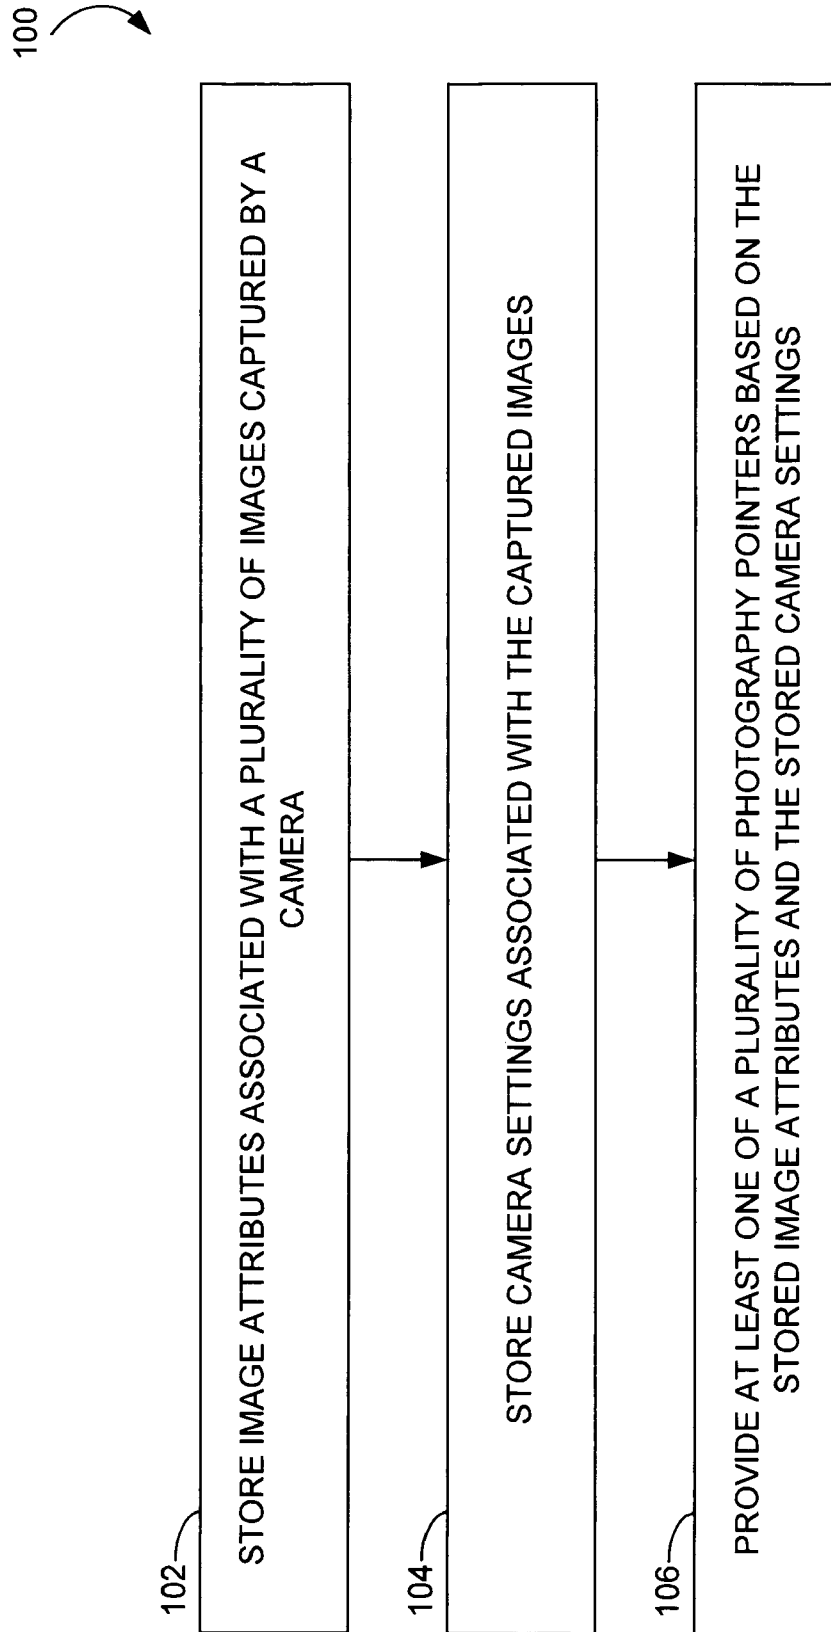 100
102
STORE IMAGE ATTRIBUTES ASSOCIATED WITH A PLURALITY OF IMAGES CAPTURED BY A
CAMERA
104
STORE CAMERA SETTINGS ASSOCIATED WITH THE CAPTURED IMAGES
106
PROVIDE AT LEAST ONE OF A PLURALITY OF PHOTOGRAPHY POINTERS BASED ON THE
STORED IMAGE ATTRIBUTES AND THE STORED CAMERA SETTINGS